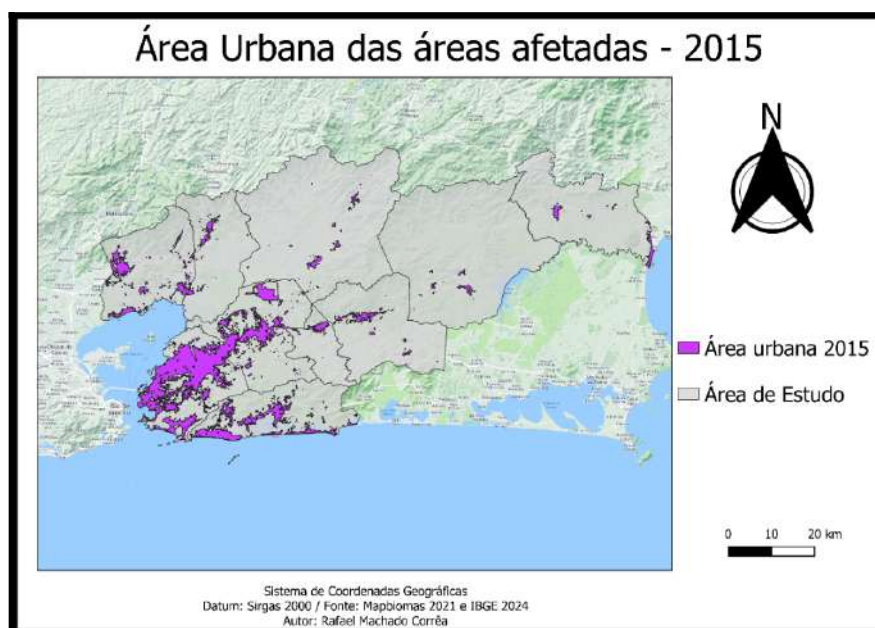 Área Urbana das áreas afetadas - 2015
N
Área urbana 2015
Área de Estudo
0 10 20 km
Sistema de Coordenadas Geográficas
Datum: Sirgas 2000 / Fonte: Mapbiomas 2021 e IBGE 2024
Autor: Rafael Machado Corrêa